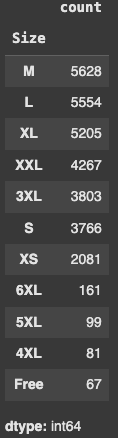 count
Size
M 5628
L 5554
XL 5205
XXL 4267
3XL 3803
S 3766
XS 2081
6XL 161
5XL 99
4XL 81
Free 67
dtype: int64